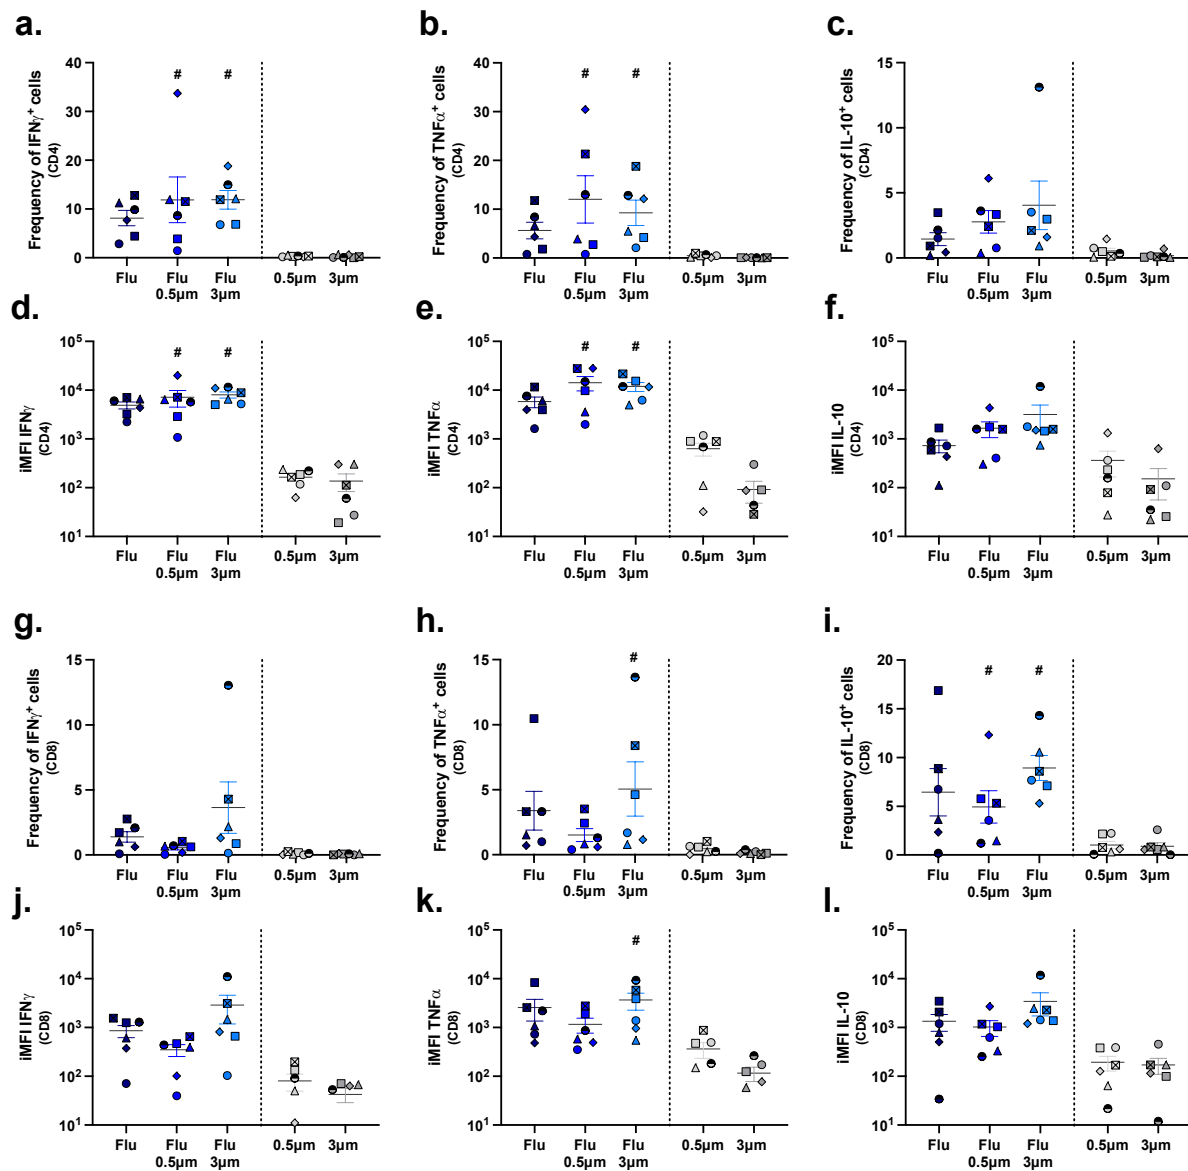 a.
b.
c.
Frequency of IFNγ+ cells
(CD4)
40
30
20
10
0
#
#
Flu
Flu
0.5µm
Flu
3µm
0.5µm
3µm
Frequency of TNFα+ cells
(CD4)
40
30
20
10
0
#
#
Flu
Flu
0.5µm
Flu
3µm
0.5µm
3µm
Frequency of IL-10+ cells
(CD4)
15
10
5
0
Flu
Flu
0.5µm
Flu
3µm
0.5µm
3µm
d.
e.
f.
iMFI IFNγ
(CD4)
10^5
10^4
10^3
10^2
10^1
#
#
Flu
Flu
0.5µm
Flu
3µm
0.5µm
3µm
iMFI TNFα
(CD4)
10^5
10^4
10^3
10^2
10^1
#
#
Flu
Flu
0.5µm
Flu
3µm
0.5µm
3µm
iMFI IL-10
(CD4)
10^5
10^4
10^3
10^2
10^1
Flu
Flu
0.5µm
Flu
3µm
0.5µm
3µm
g.
h.
i.
Frequency of IFNγ+ cells
(CD8)
15
10
5
0
Flu
Flu
0.5µm
Flu
3µm
0.5µm
3µm
Frequency of TNFα+ cells
(CD8)
15
10
5
0
#
Flu
Flu
0.5µm
Flu
3µm
0.5µm
3µm
Frequency of IL-10+ cells
(CD8)
20
15
10
5
0
#
#
Flu
Flu
0.5µm
Flu
3µm
0.5µm
3µm
j.
k.
l.
iMFI IFNγ
(CD8)
10^5
10^4
10^3
10^2
10^1
Flu
Flu
0.5µm
Flu
3µm
0.5µm
3µm
iMFI TNFα
(CD8)
10^5
10^4
10^3
10^2
10^1
#
Flu
Flu
0.5µm
Flu
3µm
0.5µm
3µm
iMFI IL-10
(CD8)
10^5
10^4
10^3
10^2
10^1
Flu
Flu
0.5µm
Flu
3µm
0.5µm
3µm